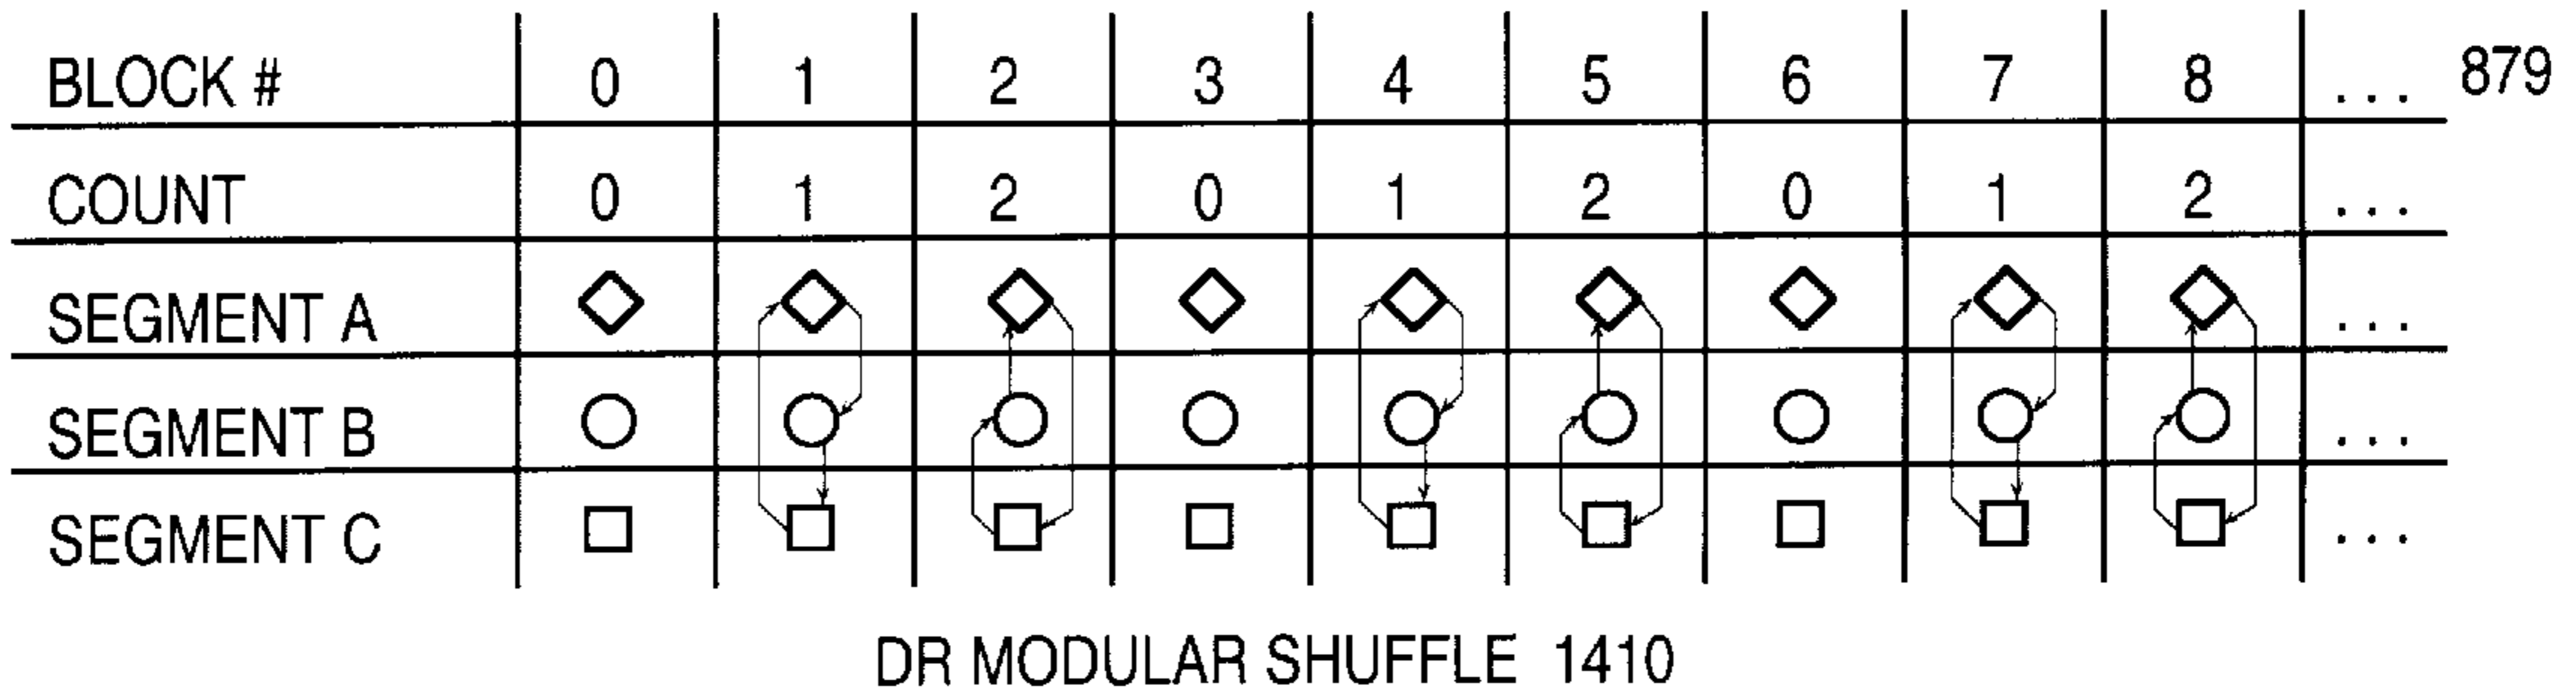 BLOCK # 0 1 2 3 4 5 6 7 8 ... 879
COUNT 0 1 2 0 1 2 0 1 2 ...
SEGMENT A ...
SEGMENT B ...
SEGMENT C ...
DR MODULAR SHUFFLE 1410